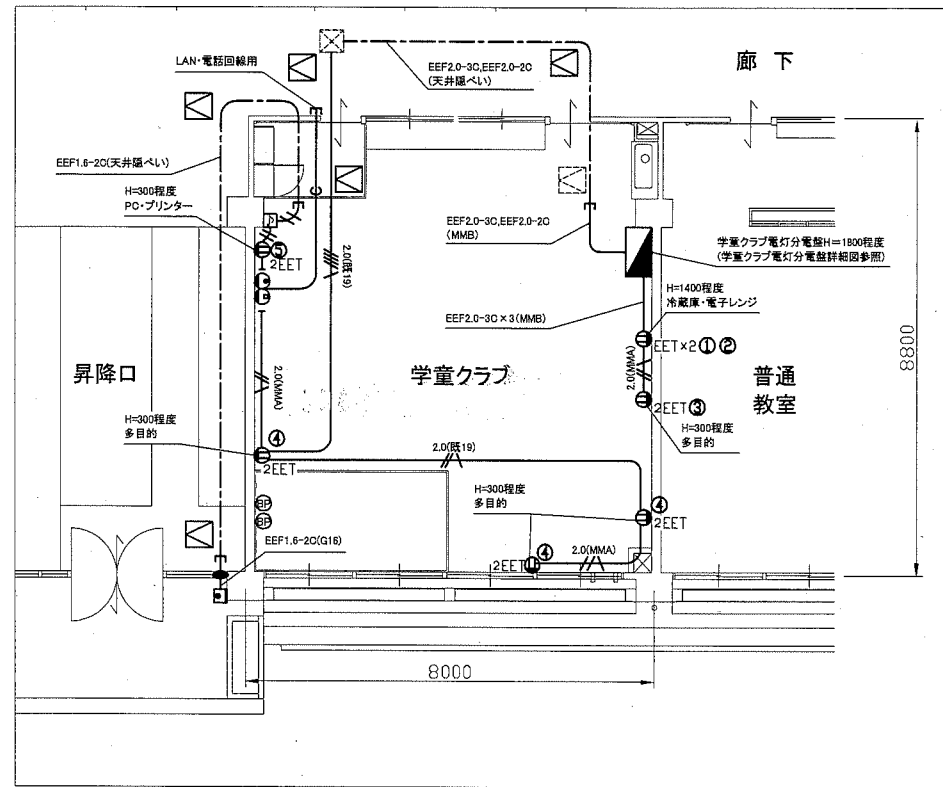 LAN・電話回線用
EEF2.0-3C,EEF2.0-2C
(天井隠ぺい)
廊 下
EEF1.6-2C(天井隠ぺい)
H=300程度
PC・プリンター
⑤
2EET
2.0(既19)
EEF2.0-3C,EEF2.0-2C
(MMB)
学童クラブ電灯分電盤H=1800程度
(学童クラブ電灯分電盤詳細図参照)
H=1400程度
冷蔵庫・電子レンジ
EEF2.0-3C×3(MMB)
EET×2 ① ②
2.0(MMA)
2EET ③
H=300程度
多目的
昇降口
学童クラブ
普通
教室
8800
2.0(MMA)
H=300程度
多目的
④
2EET
2.0(既19)
H=300程度
多目的
④
2EET
BP
BP
EEF1.6-2C(G16)
④
2EET
2.0(MMA)
8000